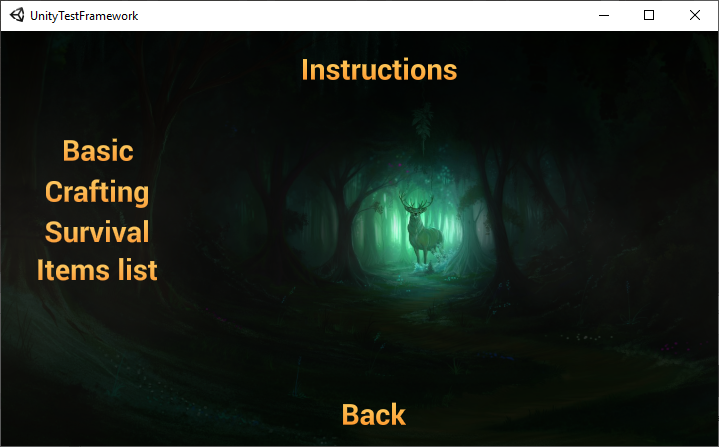 UnityTestFramework
Instructions
Basic
Crafting
Survival
Items list
Back